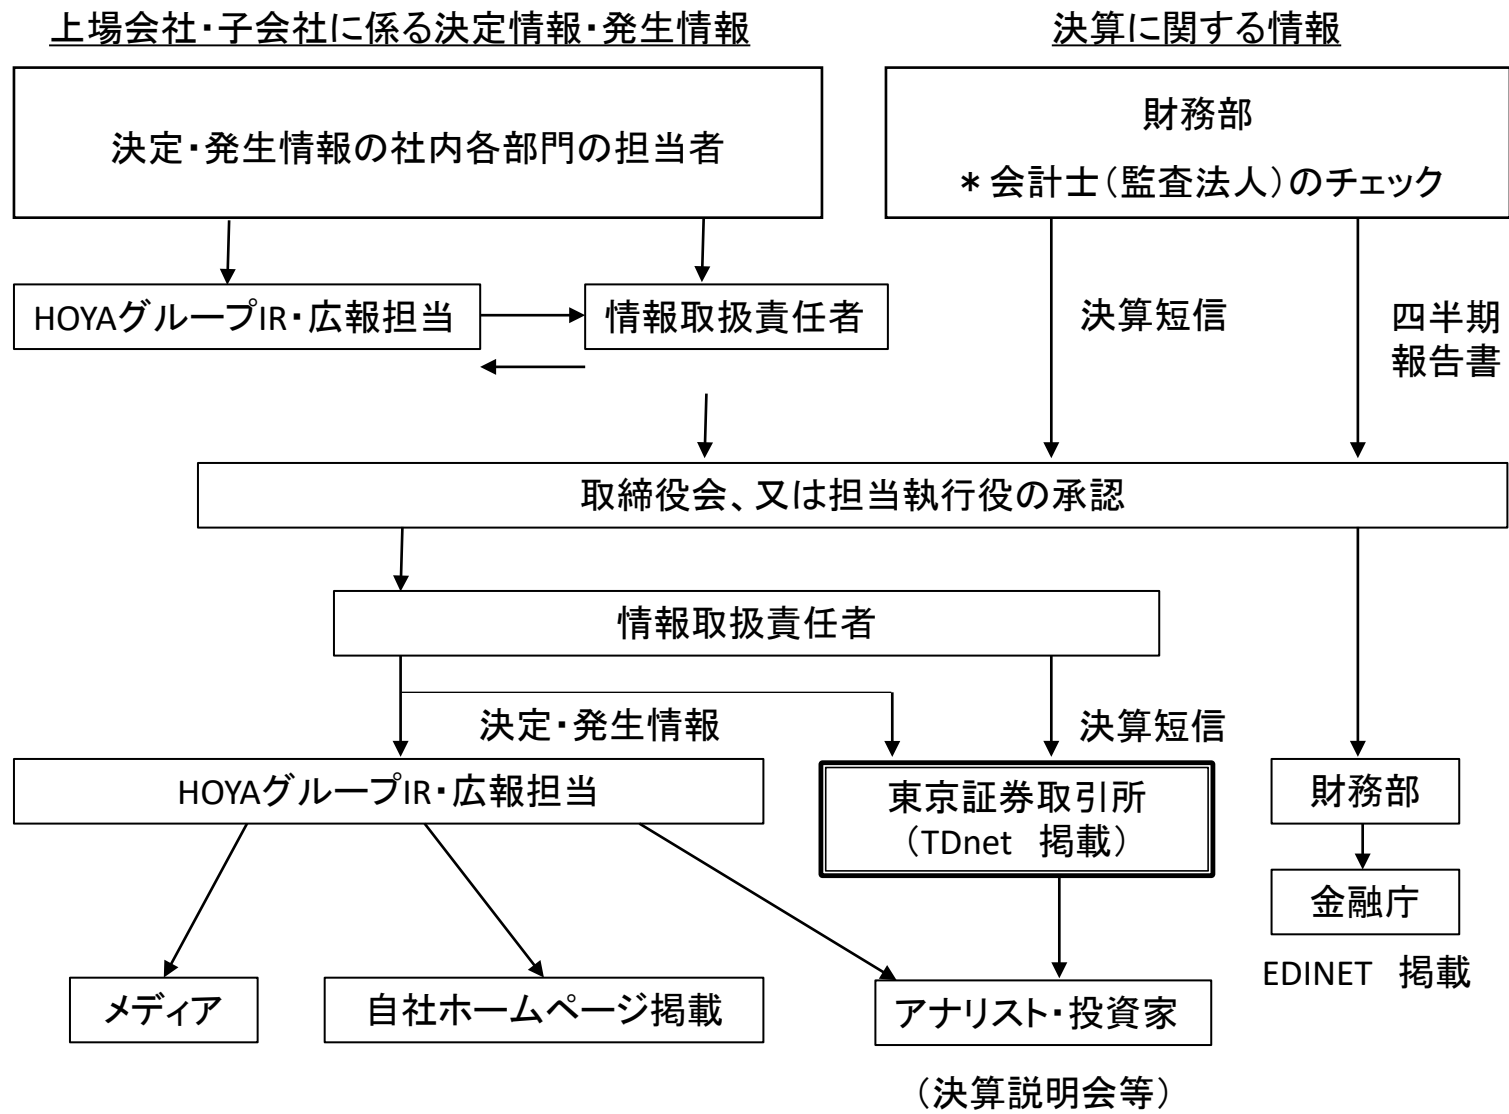 上場会社・子会社に係る決定情報・発生情報
決算に関する情報
決定・発生情報の社内各部門の担当者
財務部
＊会計士（監査法人）のチェック
HOYAグループIR・広報担当
情報取扱責任者
決算短信
四半期
報告書
取締役会、又は担当執行役の承認
情報取扱責任者
決定・発生情報
決算短信
HOYAグループIR・広報担当
東京証券取引所
（TDnet　掲載）
財務部
金融庁
EDINET　掲載
メディア
自社ホームページ掲載
アナリスト・投資家
（決算説明会等）